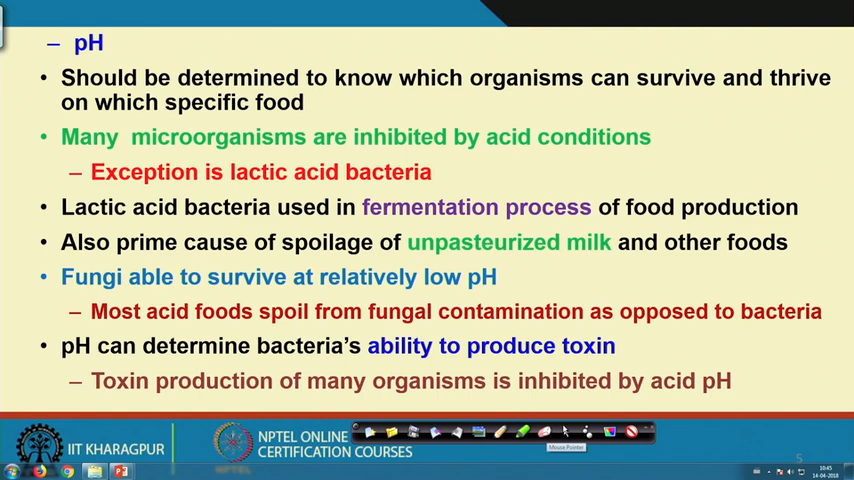 – pH
• Should be determined to know which organisms can survive and thrive
on which specific food
• Many microorganisms are inhibited by acid conditions
– Exception is lactic acid bacteria
• Lactic acid bacteria used in fermentation process of food production
• Also prime cause of spoilage of unpasteurized milk and other foods
• Fungi able to survive at relatively low pH
– Most acid foods spoil from fungal contamination as opposed to bacteria
• pH can determine bacteria's ability to produce toxin
– Toxin production of many organisms is inhibited by acid pH
IIT KHARAGPUR
NPTEL ONLINE
CERTIFICATION COURSES
Mouse Pointer
5
10:45
14-04-2018